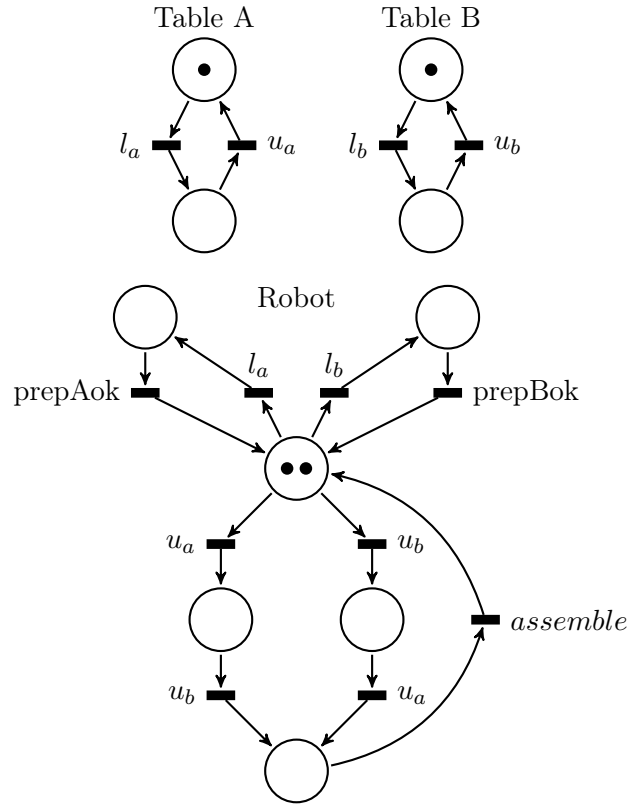 Table A Table B
l_a u_a l_b u_b
Robot
l_a l_b
prepAok prepBok
u_a u_b
assemble
u_b u_a